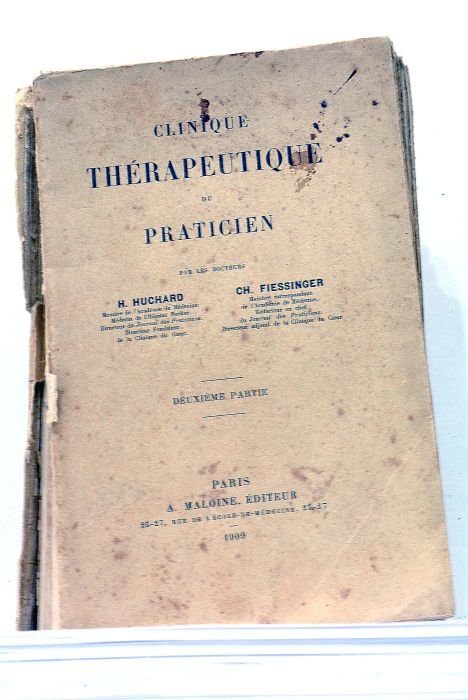 CLINIQUE
THÉRAPEUTIQUE
DU
PRATICIEN
PAR LES DOCTEURS
H. HUCHARD
Membre de l'Académie de Médecine,
Médecin de l'Hôpital Necker,
Directeur du Journal des Praticiens,
Directeur Fondateur
de la Clinique du Cœur.
CH. FIESSINGER
Membre correspondant
de l'Académie de Médecine,
Rédacteur en chef
du Journal des Praticiens,
Directeur adjoint de la Clinique du Cœur
DEUXIÈME PARTIE
PARIS
A. MALOINE, ÉDITEUR
25-27, RUE DE L'ÉCOLE-DE-MÉDECINE, 25-27
1909